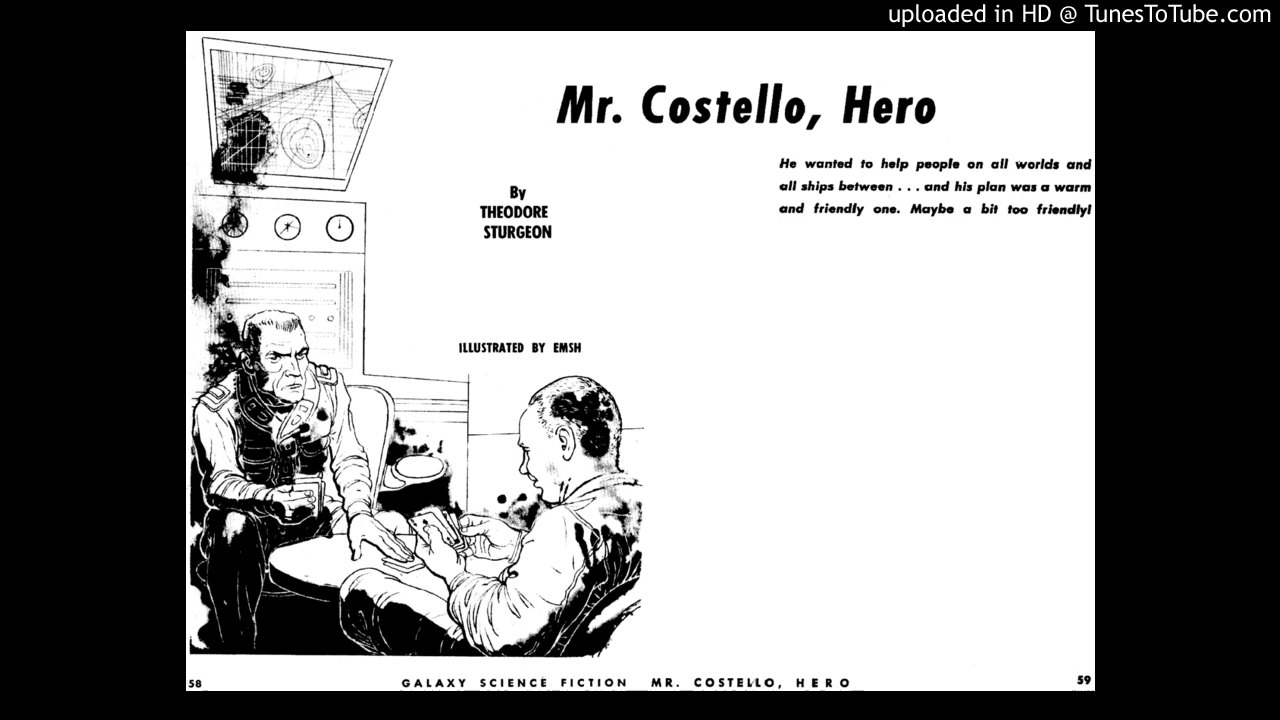 uploaded in HD @ TunesToTube.com
Mr. Costello, Hero
He wanted to help people on all worlds and
all ships between . . . and his plan was a warm
and friendly one. Maybe a bit too friendly!
By
THEODORE
STURGEON
ILLUSTRATED BY EMSH
58
GALAXY SCIENCE FICTION
MR. COSTELLO, HERO
59